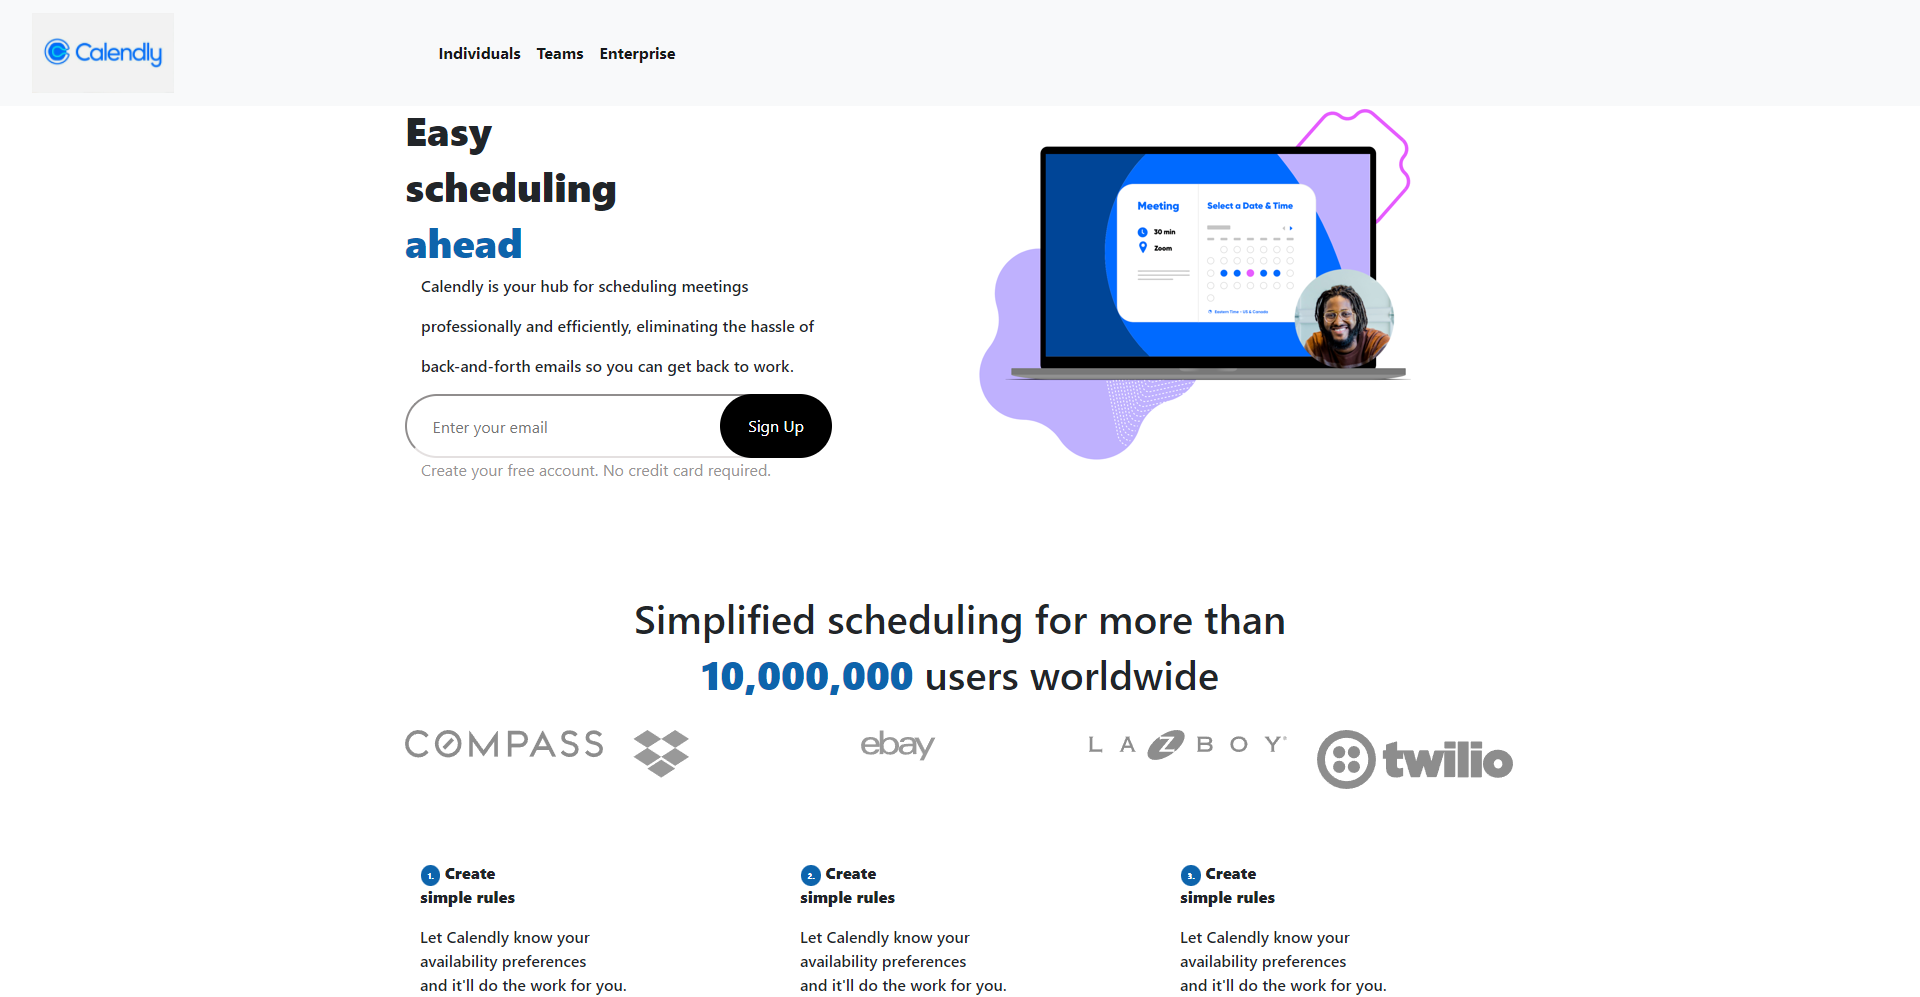 Calendly
Individuals Teams Enterprise
Easy
scheduling
ahead
Calendly is your hub for scheduling meetings
professionally and efficiently, eliminating the hassle of
back-and-forth emails so you can get back to work.
Enter your email
Sign Up
Create your free account. No credit card required.
Meeting
30 min
Zoom
Select a Date & Time
Eastern Time - US & Canada
Simplified scheduling for more than
10,000,000 users worldwide
COMPASS
ebay
LA Z BOY®
twilio
1. Create
simple rules
Let Calendly know your
availability preferences
and it'll do the work for you.
2. Create
simple rules
Let Calendly know your
availability preferences
and it'll do the work for you.
3. Create
simple rules
Let Calendly know your
availability preferences
and it'll do the work for you.